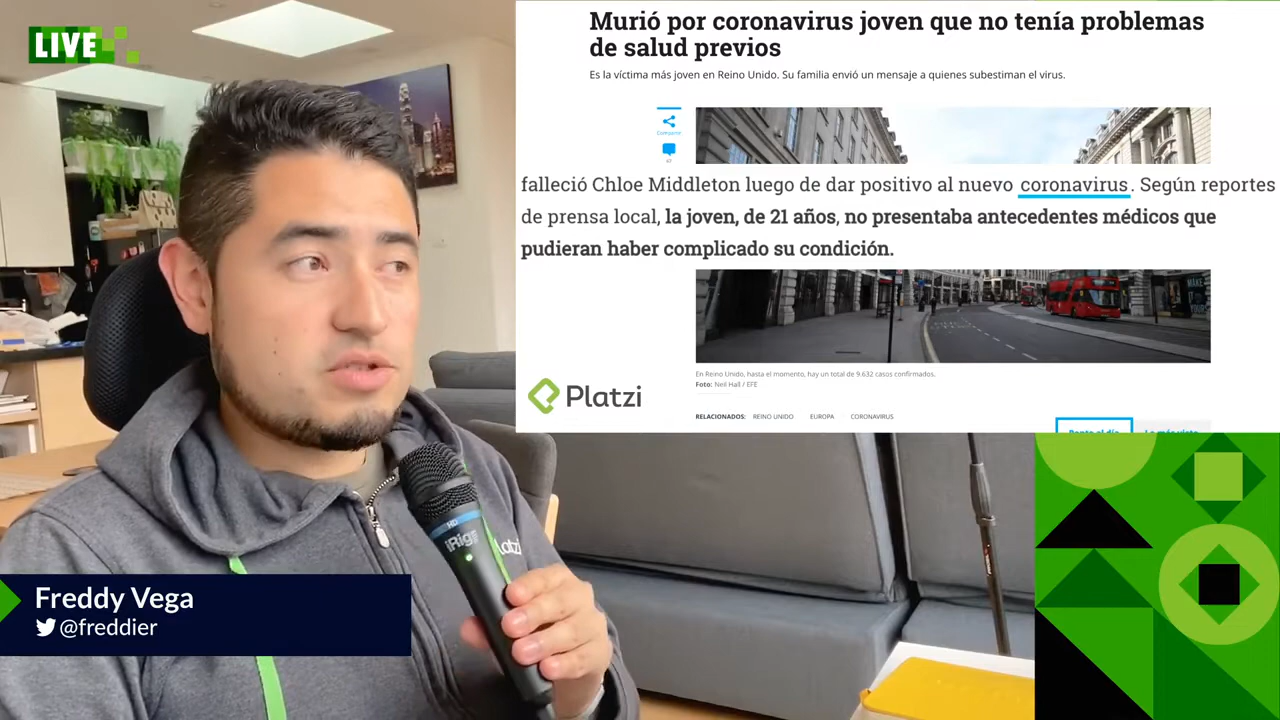 LIVE
Murió por coronavirus joven que no tenía problemas
de salud previos
Es la víctima más joven en Reino Unido. Su familia envió un mensaje a quienes subestiman el virus.
Compartir
falleció Chloe Middleton luego de dar positivo al nuevo coronavirus. Según reportes
de prensa local, la joven, de 21 años, no presentaba antecedentes médicos que
pudieran haber complicado su condición.
En Reino Unido, hasta el momento, hay un total de 9.632 casos confirmados.
Foto: Neil Hall / EFE
Platzi
RELACIONADOS: REINO UNIDO EUROPA CORONAVIRUS
HD
iRig
latzi
Freddy Vega
@freddier